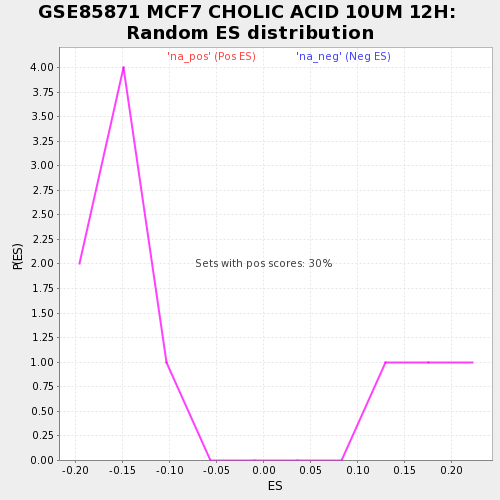 GSE85871 MCF7 CHOLIC ACID 10UM 12H:
Random ES distribution
'na_pos' (Pos ES) 'na_neg' (Neg ES)
4.00
3.75
3.50
3.25
3.00
2.75
2.50
2.25
2.00
1.75
1.50
1.25
1.00
0.75
0.50
0.25
0.00
P(ES)
Sets with pos scores: 30%
-0.20 -0.15 -0.10 -0.05 0.00 0.05 0.10 0.15 0.20
ES